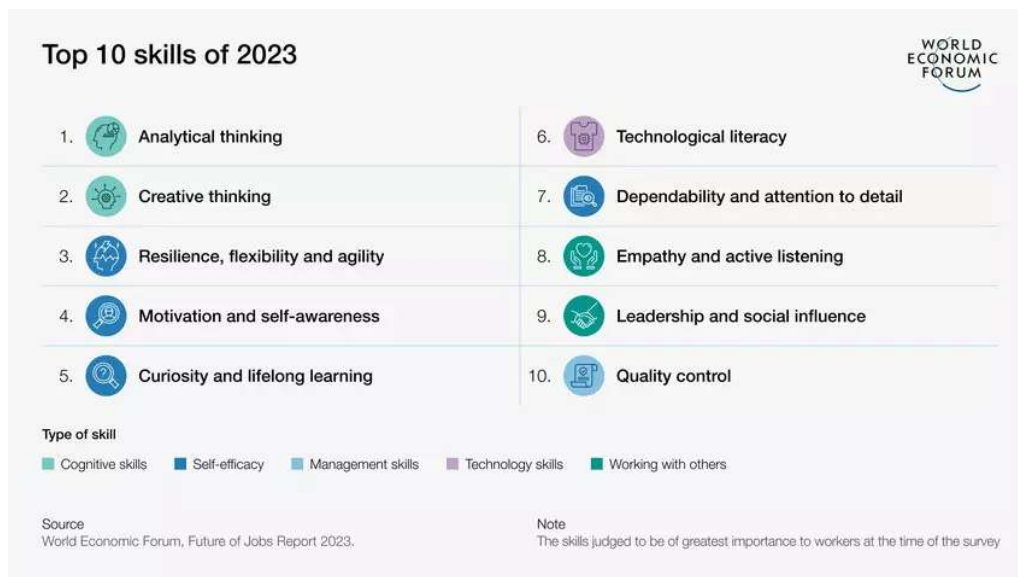 Top 10 skills of 2023
WORLD
ECONOMIC
FORUM
1. Analytical thinking
2. Creative thinking
3. Resilience, flexibility and agility
4. Motivation and self-awareness
5. Curiosity and lifelong learning
6. Technological literacy
7. Dependability and attention to detail
8. Empathy and active listening
9. Leadership and social influence
10. Quality control
Type of skill
Cognitive skills Self-efficacy Management skills Technology skills Working with others
Source
World Economic Forum, Future of Jobs Report 2023.
Note
The skills judged to be of greatest importance to workers at the time of the survey